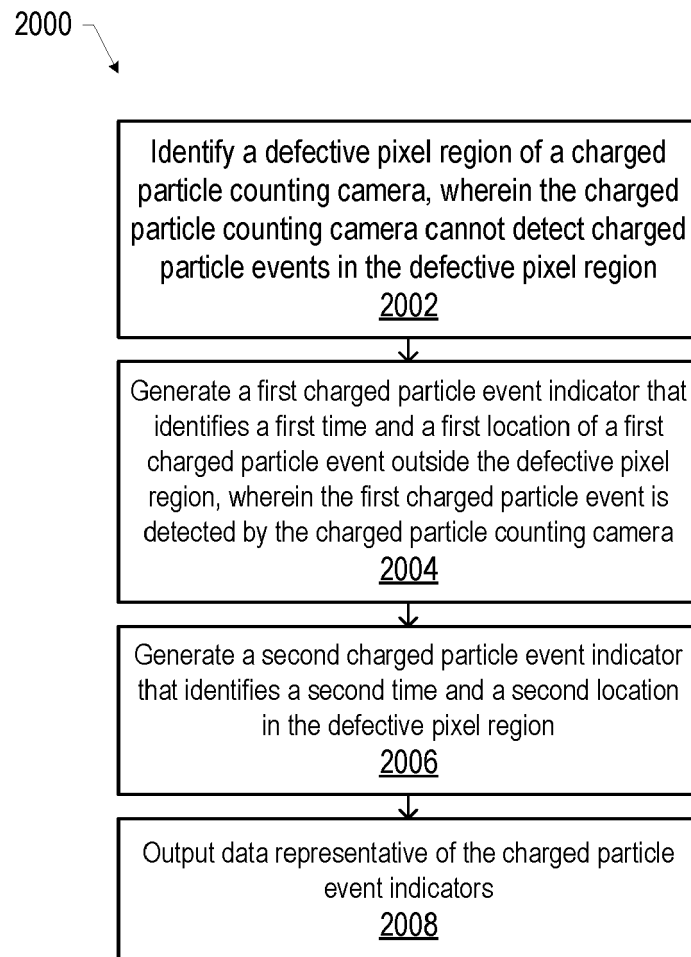 2000
Identify a defective pixel region of a charged
particle counting camera, wherein the charged
particle counting camera cannot detect charged
particle events in the defective pixel region
2002
Generate a first charged particle event indicator that
identifies a first time and a first location of a first
charged particle event outside the defective pixel
region, wherein the first charged particle event is
detected by the charged particle counting camera
2004
Generate a second charged particle event indicator
that identifies a second time and a second location
in the defective pixel region
2006
Output data representative of the charged particle
event indicators
2008